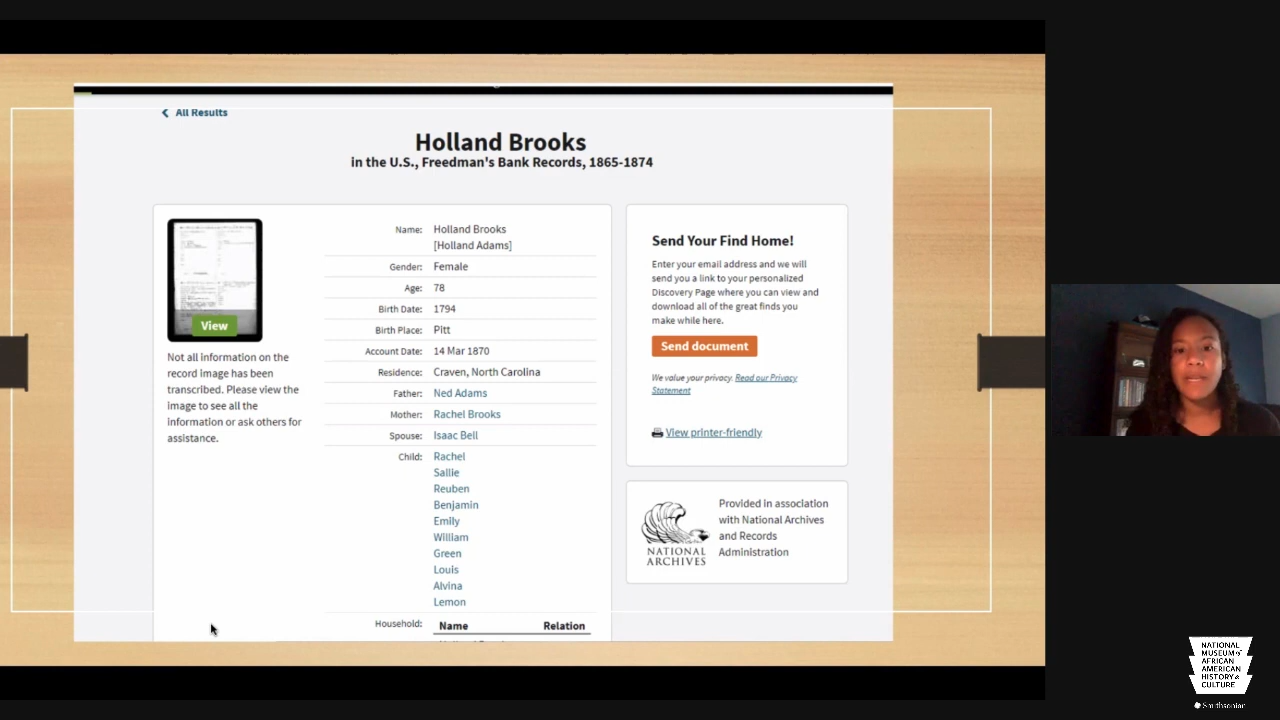 All Results
Holland Brooks
in the U.S., Freedman's Bank Records, 1865-1874
View
Not all information on the
record image has been
transcribed. Please view the
image to see all the
information or ask others for
assistance.
Name: Holland Brooks
[Holland Adams]
Gender: Female
Age: 78
Birth Date: 1794
Birth Place: Pitt
Account Date: 14 Mar 1870
Residence: Craven, North Carolina
Father: Ned Adams
Mother: Rachel Brooks
Spouse: Isaac Bell
Child: Rachel
Sallie
Reuben
Benjamin
Emily
William
Green
Louis
Alvina
Lemon
Household: Name Relation
Send Your Find Home!
Enter your email address and we will
send you a link to your personalized
Discovery Page where you can view and
download all of the great finds you
make while here.
Send document
We value your privacy. Read our Privacy
Statement
View printer-friendly
NATIONAL
ARCHIVES
Provided in association
with National Archives
and Records
Administration
NATIONAL
MUSEUM of
AFRICAN
AMERICAN
HISTORY &
CULTURE
Smithsonian